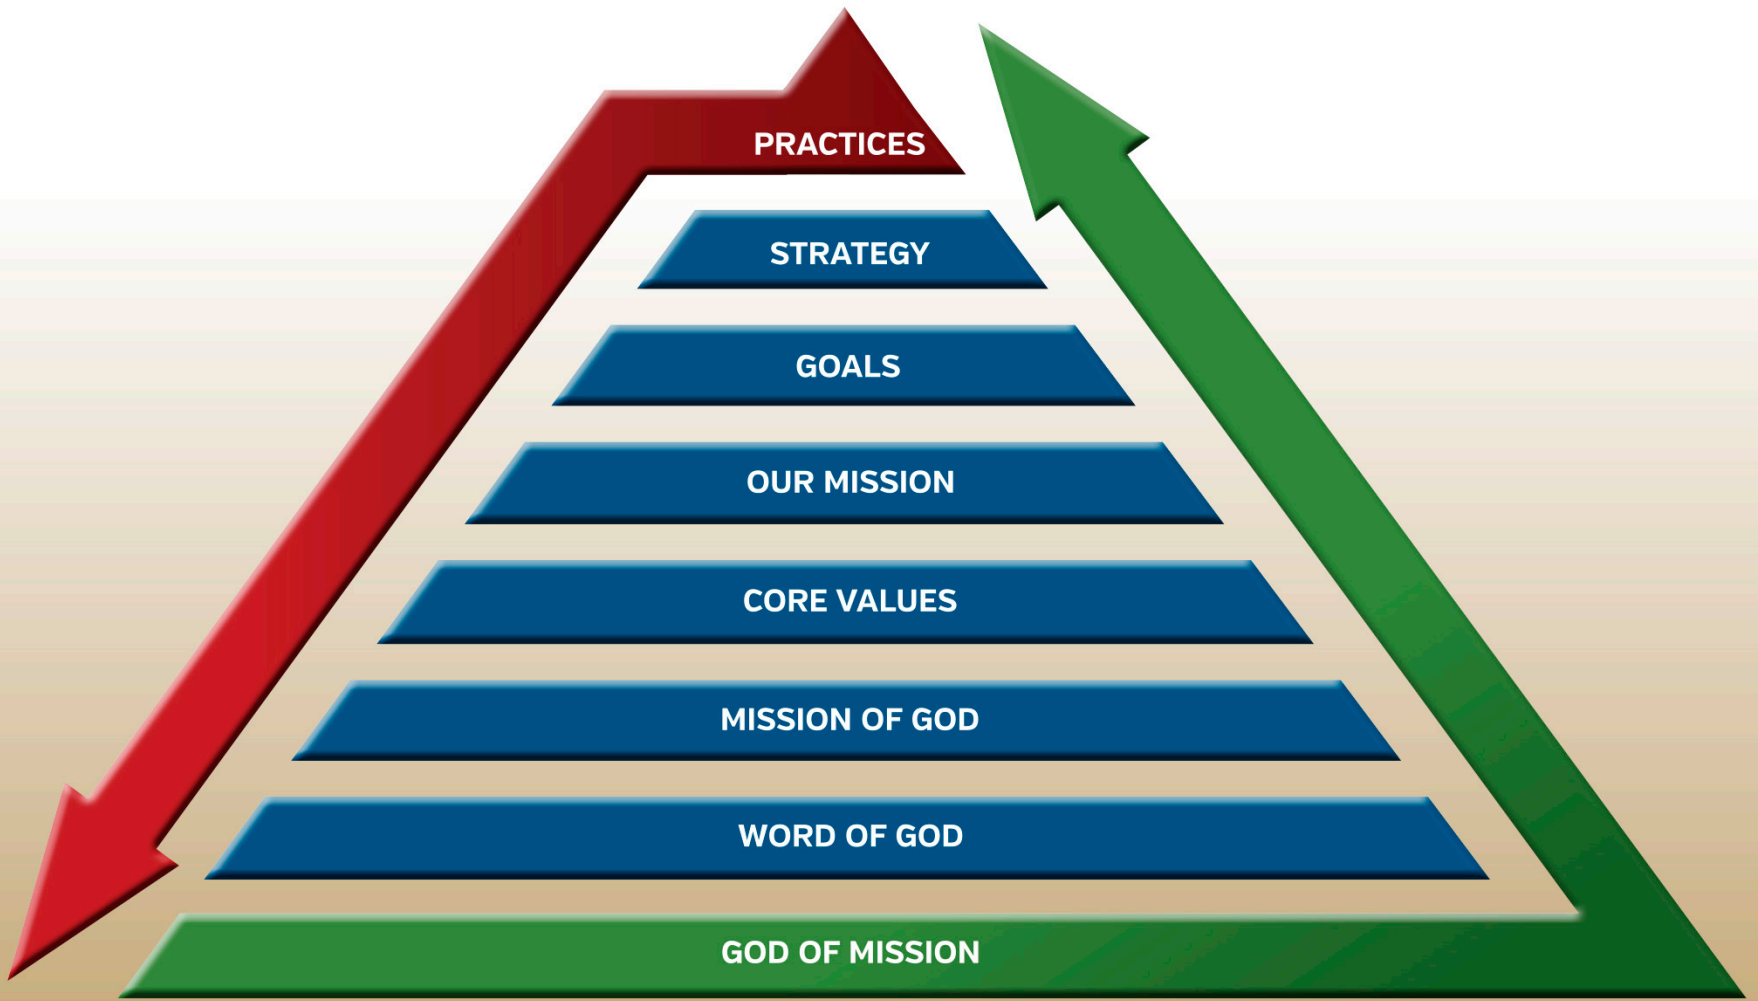 PRACTICES
STRATEGY
GOALS
OUR MISSION
CORE VALUES
MISSION OF GOD
WORD OF GOD
GOD OF MISSION